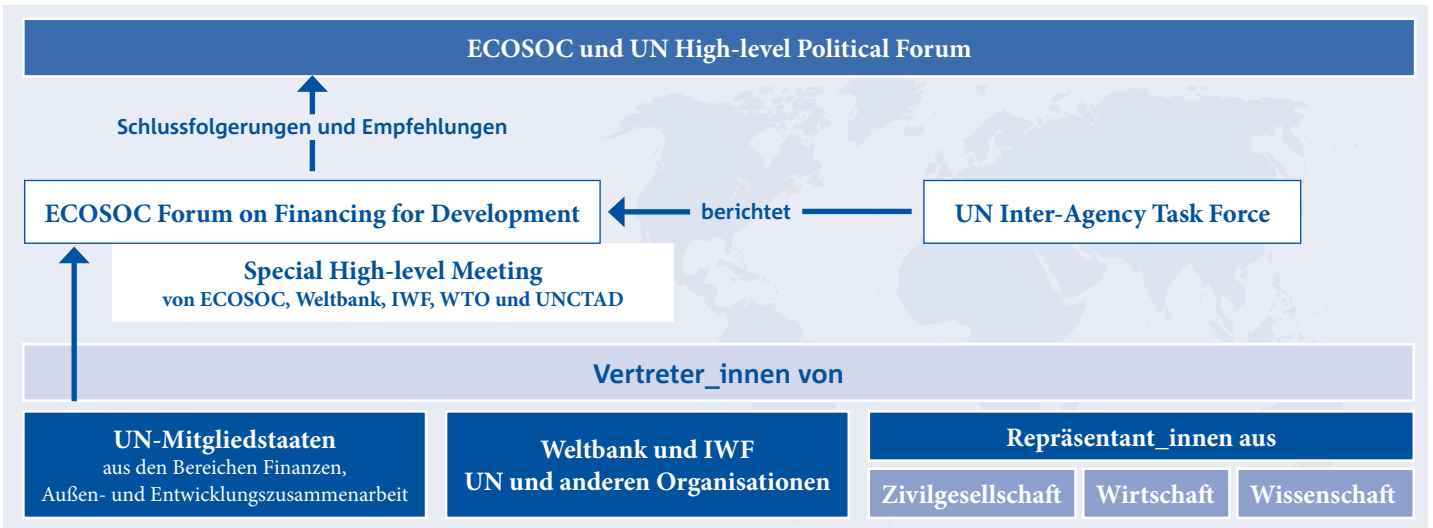 ECOSOC und UN High-level Political Forum
Schlussfolgerungen und Empfehlungen
ECOSOC Forum on Financing for Development
berichtet
UN Inter-Agency Task Force
Special High-level Meeting
von ECOSOC, Weltbank, IWF, WTO und UNCTAD
Vertreter_innen von
UN-Mitgliedstaaten
aus den Bereichen Finanzen,
Außen- und Entwicklungszusammenarbeit
Weltbank und IWF
UN und anderen Organisationen
Repräsentant_innen aus
Zivilgesellschaft
Wirtschaft
Wissenschaft